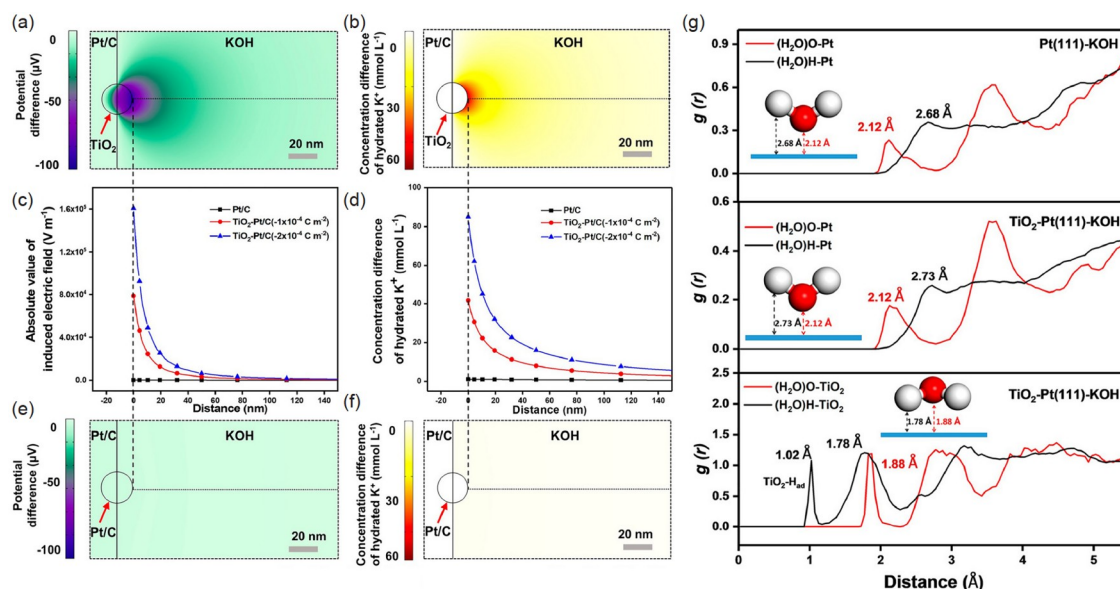 (a)
Pt/C
KOH
0
-50
-100
Potential
difference (μV)
TiO2
20 nm
(b)
Pt/C
KOH
0
30
60
Concentration difference
of hydrated K+ (mmol L-1)
TiO2
20 nm
(c)
Pt/C
TiO2-Pt/C(-1x10-4 C m-2)
TiO2-Pt/C(-2x10-4 C m-2)
Absolute value of
induced electric field (V m-1)
1.6x10^5
1.2x10^5
8.0x10^4
4.0x10^4
0.0
0 20 40 60 80 100 120 140
Distance (nm)
(d)
Pt/C
TiO2-Pt/C(-1x10-4 C m-2)
TiO2-Pt/C(-2x10-4 C m-2)
Concentration difference
of hydrated K+ (mmol L-1)
100
80
60
40
20
0
0 20 40 60 80 100 120 140
Distance (nm)
(e)
Pt/C
KOH
0
-50
-100
Potential
difference (μV)
Pt/C
20 nm
(f)
Pt/C
KOH
0
30
60
Concentration difference
of hydrated K+ (mmol L-1)
Pt/C
20 nm
(g)
Pt(111)-KOH
(H2O)O-Pt
(H2O)H-Pt
0.9
0.6
0.3
0.0
g (r)
2.12 Å
2.68 Å
2.68 Å
2.12 Å
TiO2-Pt(111)-KOH
(H2O)O-Pt
(H2O)H-Pt
0.6
0.4
0.2
0.0
g (r)
2.12 Å
2.73 Å
2.73 Å
2.12 Å
TiO2-Pt(111)-KOH
(H2O)O-TiO2
(H2O)H-TiO2
2.5
2.0
1.5
1.0
0.5
0.0
g (r)
1.78 Å
1.88 Å
1.02 Å
1.78 Å
1.88 Å
TiO2-Had
0 1 2 3 4 5
Distance (Å)